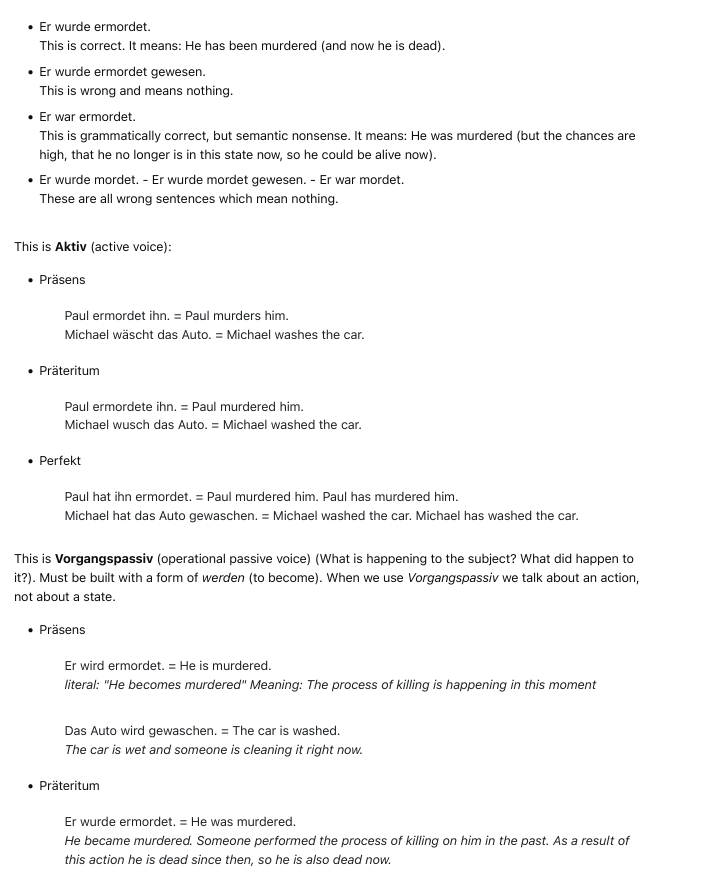 • Er wurde ermordet.
This is correct. It means: He has been murdered (and now he is dead).
• Er wurde ermordet gewesen.
This is wrong and means nothing.
• Er war ermordet.
This is grammatically correct, but semantic nonsense. It means: He was murdered (but the chances are
high, that he no longer is in this state now, so he could be alive now).
• Er wurde mordet. - Er wurde mordet gewesen. - Er war mordet.
These are all wrong sentences which mean nothing.
This is Aktiv (active voice):
• Präsens
Paul ermordet ihn. = Paul murders him.
Michael wäscht das Auto. = Michael washes the car.
• Präteritum
Paul ermordete ihn. = Paul murdered him.
Michael wusch das Auto. = Michael washed the car.
• Perfekt
Paul hat ihn ermordet. = Paul murdered him. Paul has murdered him.
Michael hat das Auto gewaschen. = Michael washed the car. Michael has washed the car.
This is Vorgangspassiv (operational passive voice) (What is happening to the subject? What did happen to
it?). Must be built with a form of werden (to become). When we use Vorgangspassiv we talk about an action,
not about a state.
• Präsens
Er wird ermordet. = He is murdered.
literal: "He becomes murdered" Meaning: The process of killing is happening in this moment
Das Auto wird gewaschen. = The car is washed.
The car is wet and someone is cleaning it right now.
• Präteritum
Er wurde ermordet. = He was murdered.
He became murdered. Someone performed the process of killing on him in the past. As a result of
this action he is dead since then, so he is also dead now.